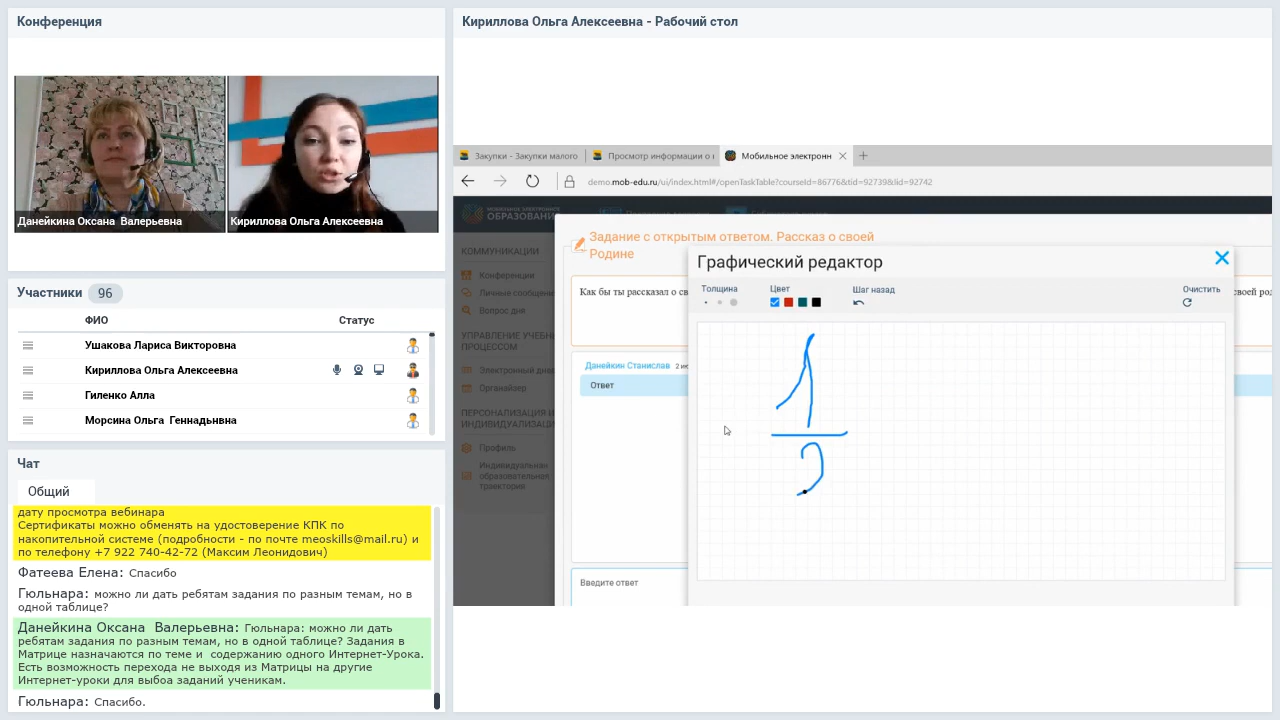 Конференция
Данейкина Оксана Валерьевна
Кириллова Ольга Алексеевна
Участники 96
ФИО Статус
Ушакова Лариса Викторовна
Кириллова Ольга Алексеевна
Гиленко Алла
Морсина Ольга Геннадьнвна
Чат
Общий
дату просмотра вебинара
Сертификаты можно обменять на удостоверение КПК по
накопительной системе (подробности - по почте meoskills@mail.ru) и
по телефону +7 922 740-42-72 (Максим Леонидович)
Фатеева Елена: Спасибо
Гюльнара: можно ли дать ребятам задания по разным темам, но в
одной таблице?
Данейкина Оксана Валерьевна: Гюльнара: можно ли дать
ребятам задания по разным темам, но в одной таблице? Задания в
Матрице назначаются по теме и содержанию одного Интернет-Урока.
Есть возможность перехода не выходя из Матрицы на другие
Интернет-уроки для выбоа заданий ученикам.
Гюльнара: Спасибо.
Кириллова Ольга Алексеевна - Рабочий стол
Закупки - Закупки малого
Просмотр информации о
Мобильное электронн
demo.mob-edu.ru/ui/index.html#/openTaskTable?courseId=86776&tid=92739&lid=92742
ОБРАЗОВАНИ
КОММУНИКАЦИИ
Конференции
Личные сообщени
Вопрос дня
УПРАВЛЕНИЕ УЧЕБН
ПРОЦЕССОМ
Электронный днев
Органайзер
ПЕРСОНАЛИЗАЦИЯ И
ИНДИВИДУАЛИЗАЦИ
Профиль
Индивидуальная
образовательная
траектория
Задание с открытым ответом. Рассказ о своей
Родине
Как бы ты рассказал о св
своей род
Данейкин Станислав 2 ию
Ответ
Введите ответ
Графический редактор
Толщина
Цвет
Шаг назад
Очистить
1